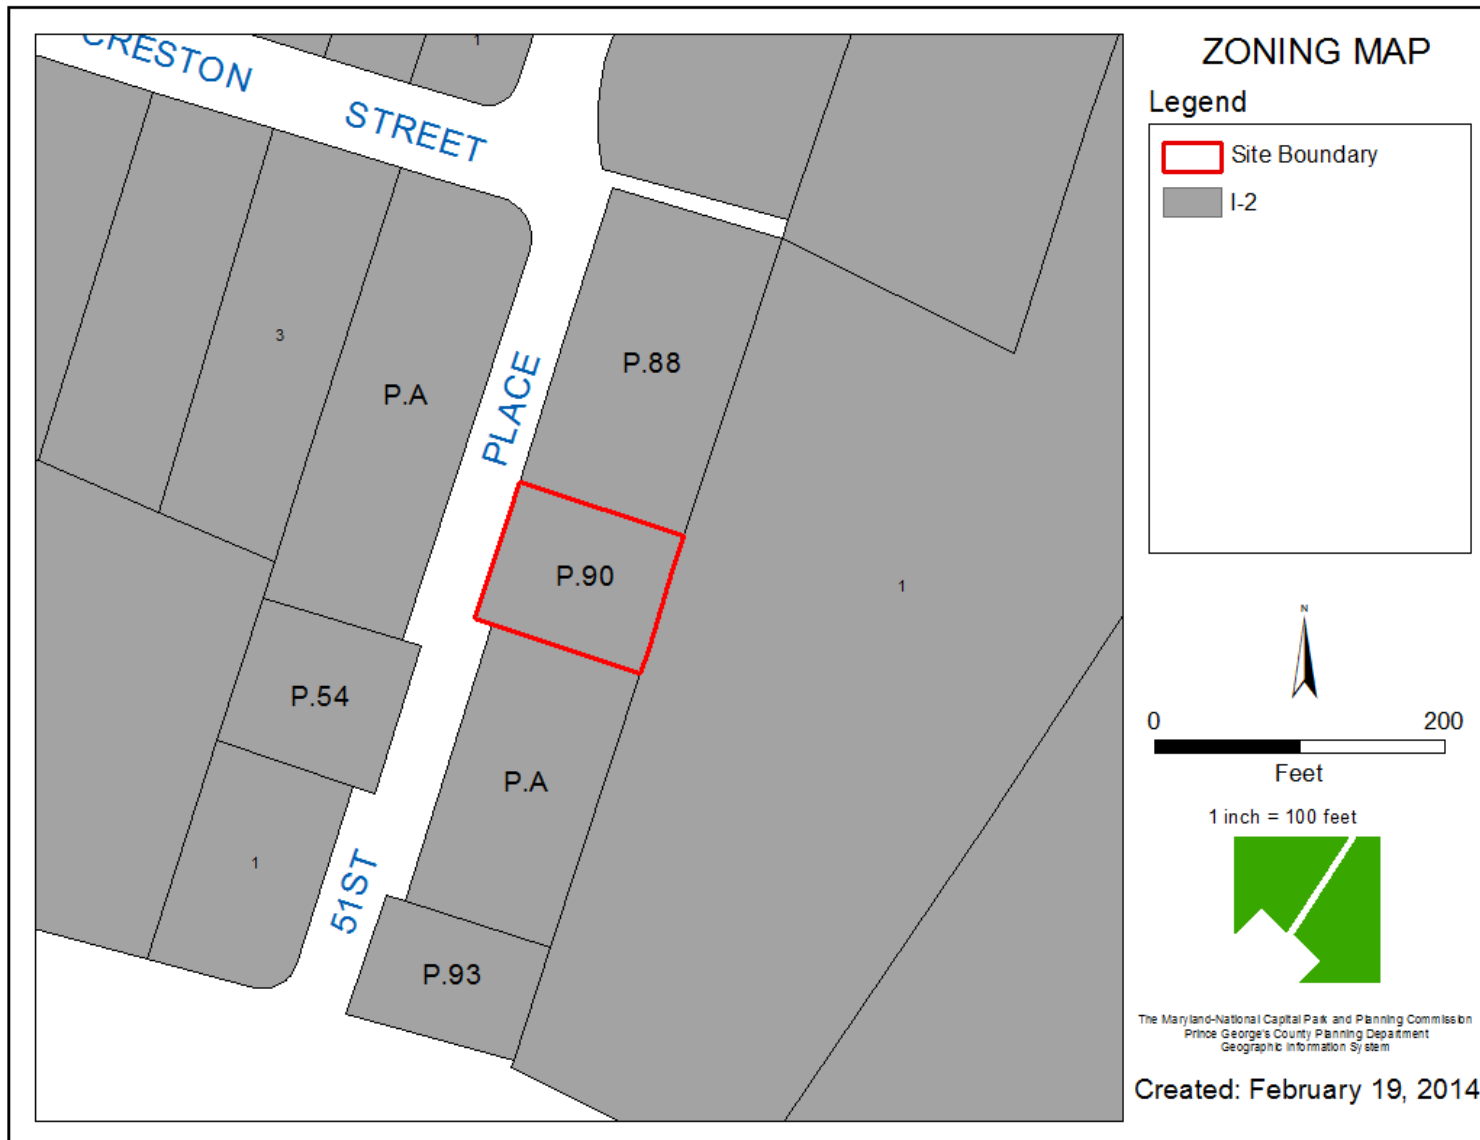 CRESTON
STREET
1
3
P.A
PLACE
P.88
P.90
1
P.54
P.A
1
51ST
P.93
ZONING MAP
Legend
Site Boundary
I-2
N
0 200
Feet
1 inch = 100 feet
The Maryland-National Capital Park and Planning Commission
Prince George's County Planning Department
Geographic Information System
Created: February 19, 2014